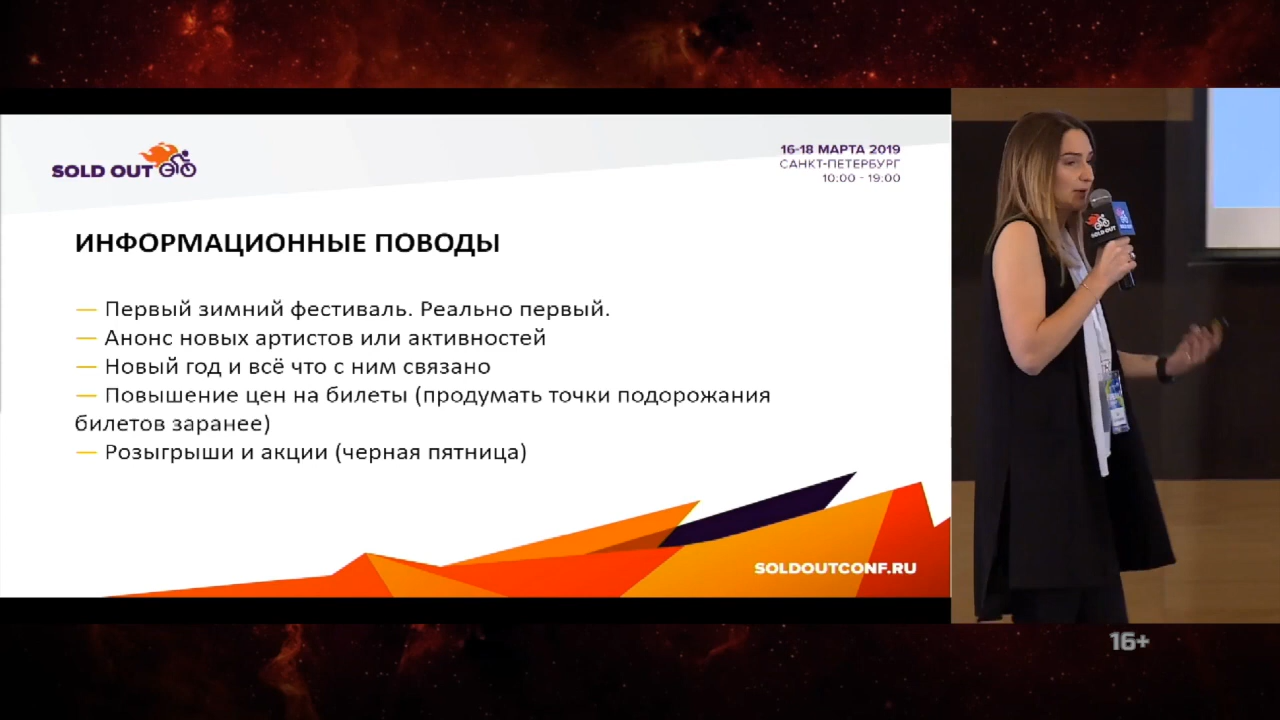 SOLD OUT
16-18 МАРТА 2019
САНКТ-ПЕТЕРБУРГ
10:00 - 19:00
ИНФОРМАЦИОННЫЕ ПОВОДЫ
— Первый зимний фестиваль. Реально первый.
— Анонс новых артистов или активностей
— Новый год и всё что с ним связано
— Повышение цен на билеты (продумать точки подорожания
билетов заранее)
— Розыгрыши и акции (черная пятница)
SOLDOUTCONF.RU
SOLD OUT
16+